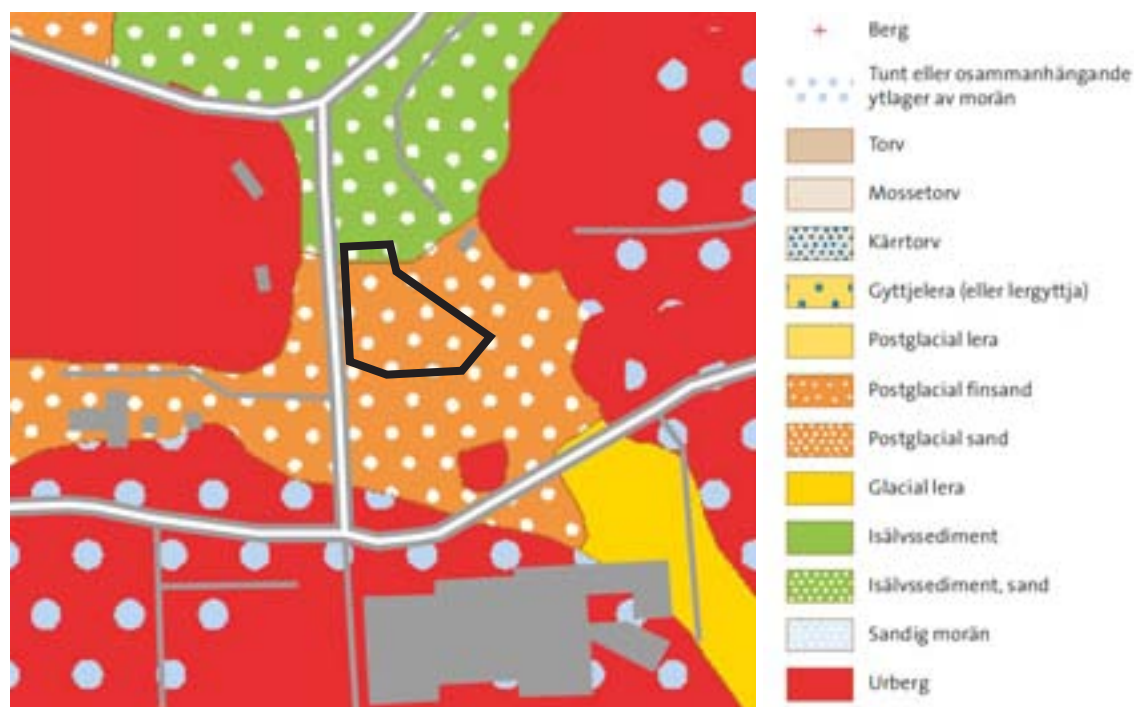 Berg
Tunt eller osammanhängande
ytlager av morän
Torv
Mossetorv
Kärrtorv
Gyttjelera (eller lergyttja)
Postglacial lera
Postglacial finsand
Postglacial sand
Glacial lera
Isälvssediment
Isälvssediment, sand
Sandig morän
Urberg